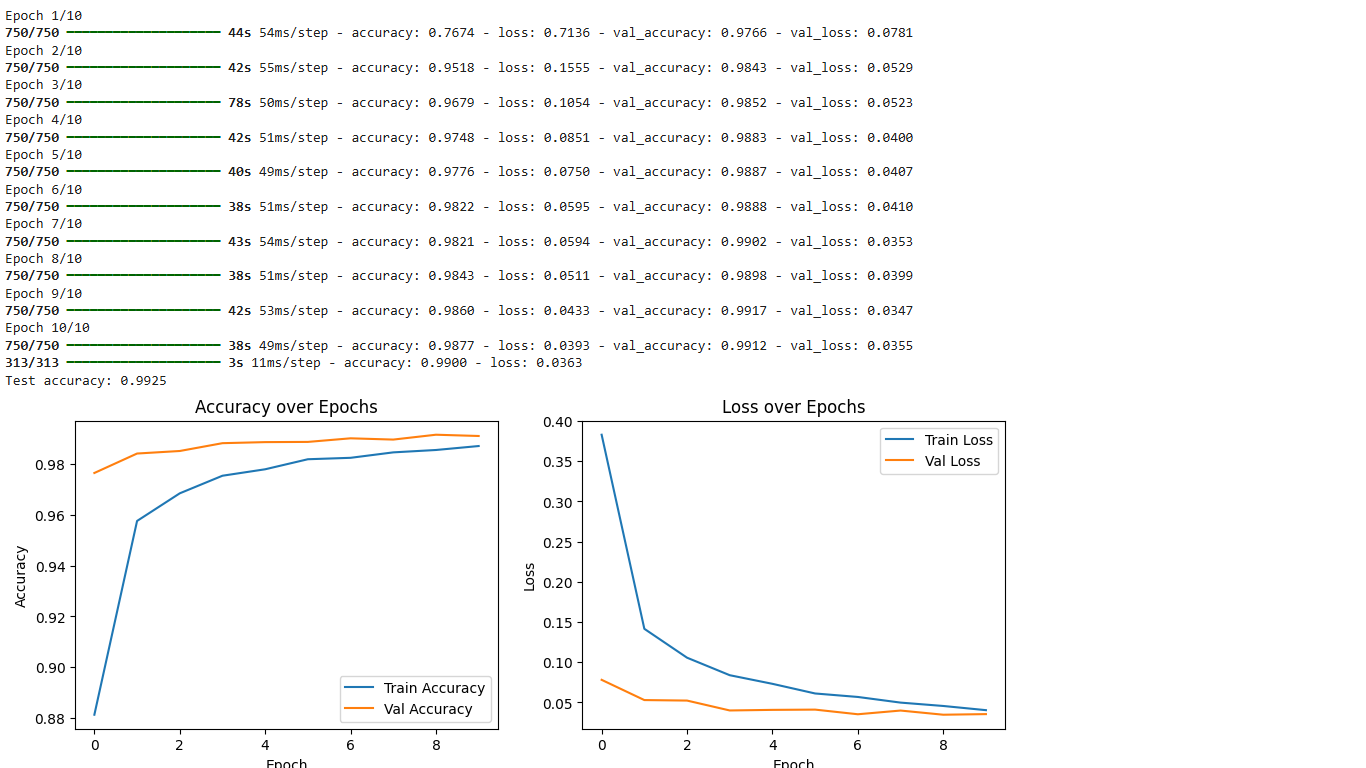 Epoch 1/10
750/750 ━━━━━━━━━━━━━━━━━━━━ 44s 54ms/step - accuracy: 0.7674 - loss: 0.7136 - val_accuracy: 0.9766 - val_loss: 0.0781
Epoch 2/10
750/750 ━━━━━━━━━━━━━━━━━━━━ 42s 55ms/step - accuracy: 0.9518 - loss: 0.1555 - val_accuracy: 0.9843 - val_loss: 0.0529
Epoch 3/10
750/750 ━━━━━━━━━━━━━━━━━━━━ 78s 50ms/step - accuracy: 0.9679 - loss: 0.1054 - val_accuracy: 0.9852 - val_loss: 0.0523
Epoch 4/10
750/750 ━━━━━━━━━━━━━━━━━━━━ 42s 51ms/step - accuracy: 0.9748 - loss: 0.0851 - val_accuracy: 0.9883 - val_loss: 0.0400
Epoch 5/10
750/750 ━━━━━━━━━━━━━━━━━━━━ 40s 49ms/step - accuracy: 0.9776 - loss: 0.0750 - val_accuracy: 0.9887 - val_loss: 0.0407
Epoch 6/10
750/750 ━━━━━━━━━━━━━━━━━━━━ 38s 51ms/step - accuracy: 0.9822 - loss: 0.0595 - val_accuracy: 0.9888 - val_loss: 0.0410
Epoch 7/10
750/750 ━━━━━━━━━━━━━━━━━━━━ 43s 54ms/step - accuracy: 0.9821 - loss: 0.0594 - val_accuracy: 0.9902 - val_loss: 0.0353
Epoch 8/10
750/750 ━━━━━━━━━━━━━━━━━━━━ 38s 51ms/step - accuracy: 0.9843 - loss: 0.0511 - val_accuracy: 0.9898 - val_loss: 0.0399
Epoch 9/10
750/750 ━━━━━━━━━━━━━━━━━━━━ 42s 53ms/step - accuracy: 0.9860 - loss: 0.0433 - val_accuracy: 0.9917 - val_loss: 0.0347
Epoch 10/10
750/750 ━━━━━━━━━━━━━━━━━━━━ 38s 49ms/step - accuracy: 0.9877 - loss: 0.0393 - val_accuracy: 0.9912 - val_loss: 0.0355
313/313 ━━━━━━━━━━━━━━━━━━━━ 3s 11ms/step - accuracy: 0.9900 - loss: 0.0363
Test accuracy: 0.9925
Accuracy over Epochs
Accuracy
0.98
0.96
0.94
0.92
0.90
0.88
Train Accuracy
Val Accuracy
0 2 4 6 8
Epoch
Loss over Epochs
Loss
0.40
0.35
0.30
0.25
0.20
0.15
0.10
0.05
Train Loss
Val Loss
0 2 4 6 8
Epoch